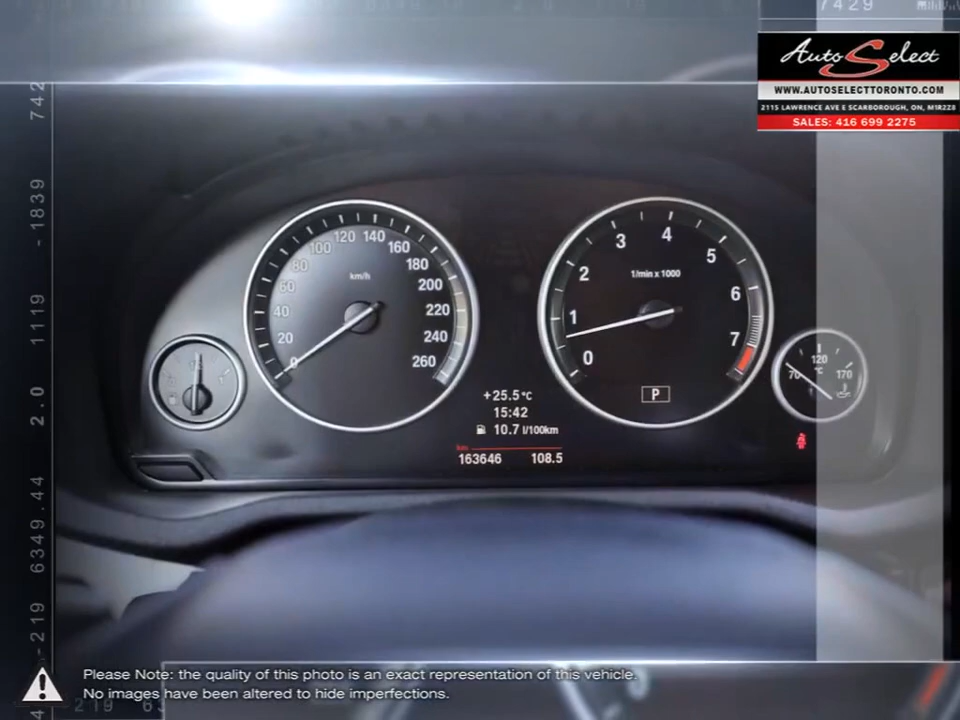 7429
Auto Select
WWW.AUTOSELECTTORONTO.COM
2115 LAWRENCE AVE E SCARBOROUGH, ON, M1R2Z8
SALES: 416 699 2275
742
-1839
1119
2.0
6349.44
-219
0
20
40
60
80
100
120
140
160
180
200
220
240
260
km/h
0
1
2
3
4
5
6
7
1/min x 1000
P
70
120
170
°C
+25.5°C
15:42
10.7 l/100km
km
163646 108.5
Please Note: the quality of this photo is an exact representation of this vehicle.
No images have been altered to hide imperfections.
219